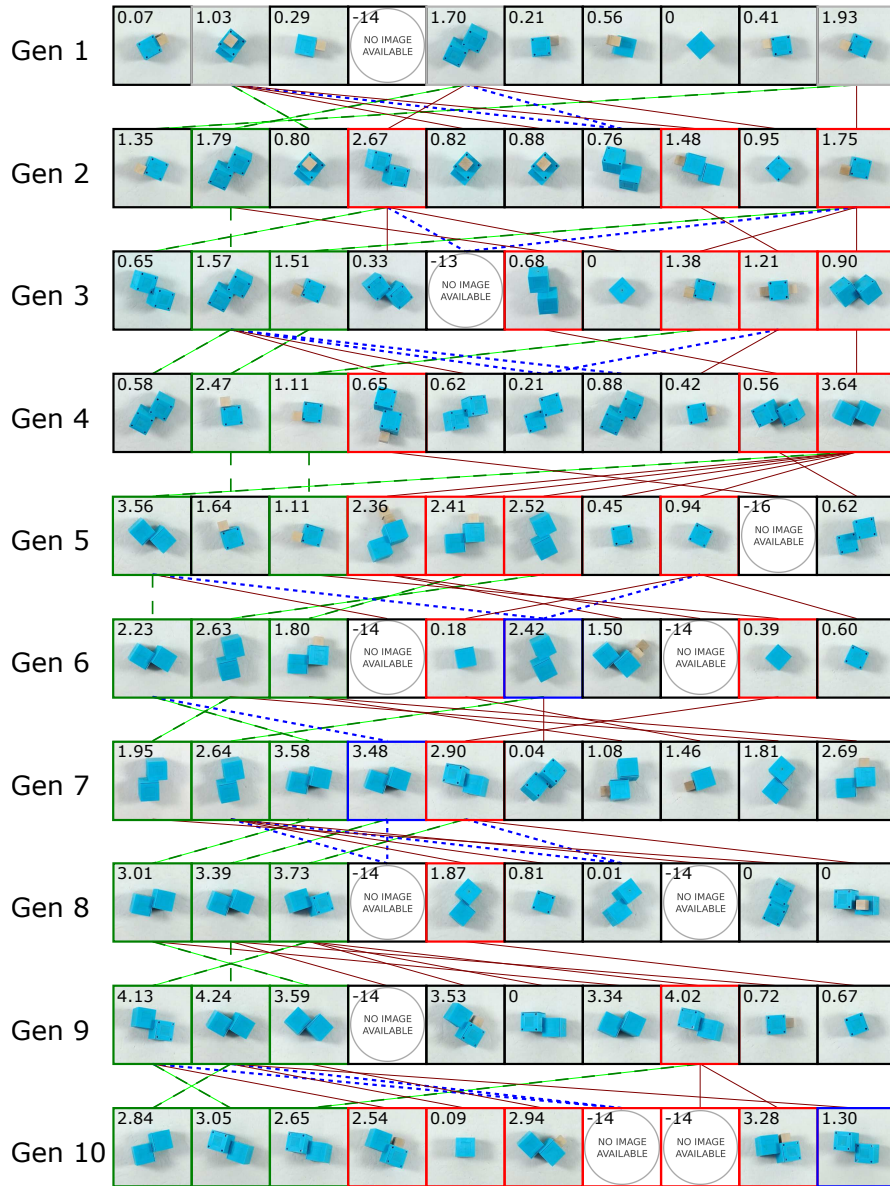 0.07 1.03 0.29 -14 1.70 0.21 0.56 0 0.41 1.93
Gen 1 NO IMAGE
AVAILABLE
1.35 1.79 0.80 2.67 0.82 0.88 0.76 1.48 0.95 1.75
Gen 2
0.65 1.57 1.51 0.33 -13 0.68 0 1.38 1.21 0.90
Gen 3 NO IMAGE
AVAILABLE
0.58 2.47 1.11 0.65 0.62 0.21 0.88 0.42 0.56 3.64
Gen 4
3.56 1.64 1.11 2.36 2.41 2.52 0.45 0.94 -16 0.62
Gen 5 NO IMAGE
AVAILABLE
2.23 2.63 1.80 -14 0.18 2.42 1.50 -14 0.39 0.60
Gen 6 NO IMAGE NO IMAGE
AVAILABLE AVAILABLE
1.95 2.64 3.58 3.48 2.90 0.04 1.08 1.46 1.81 2.69
Gen 7
3.01 3.39 3.73 -14 1.87 0.81 0.01 -14 0 0
Gen 8 NO IMAGE NO IMAGE
AVAILABLE AVAILABLE
4.13 4.24 3.59 -14 3.53 0 3.34 4.02 0.72 0.67
Gen 9 NO IMAGE
AVAILABLE
2.84 3.05 2.65 2.54 0.09 2.94 -14 -14 3.28 1.30
Gen 10 NO IMAGE NO IMAGE
AVAILABLE AVAILABLE